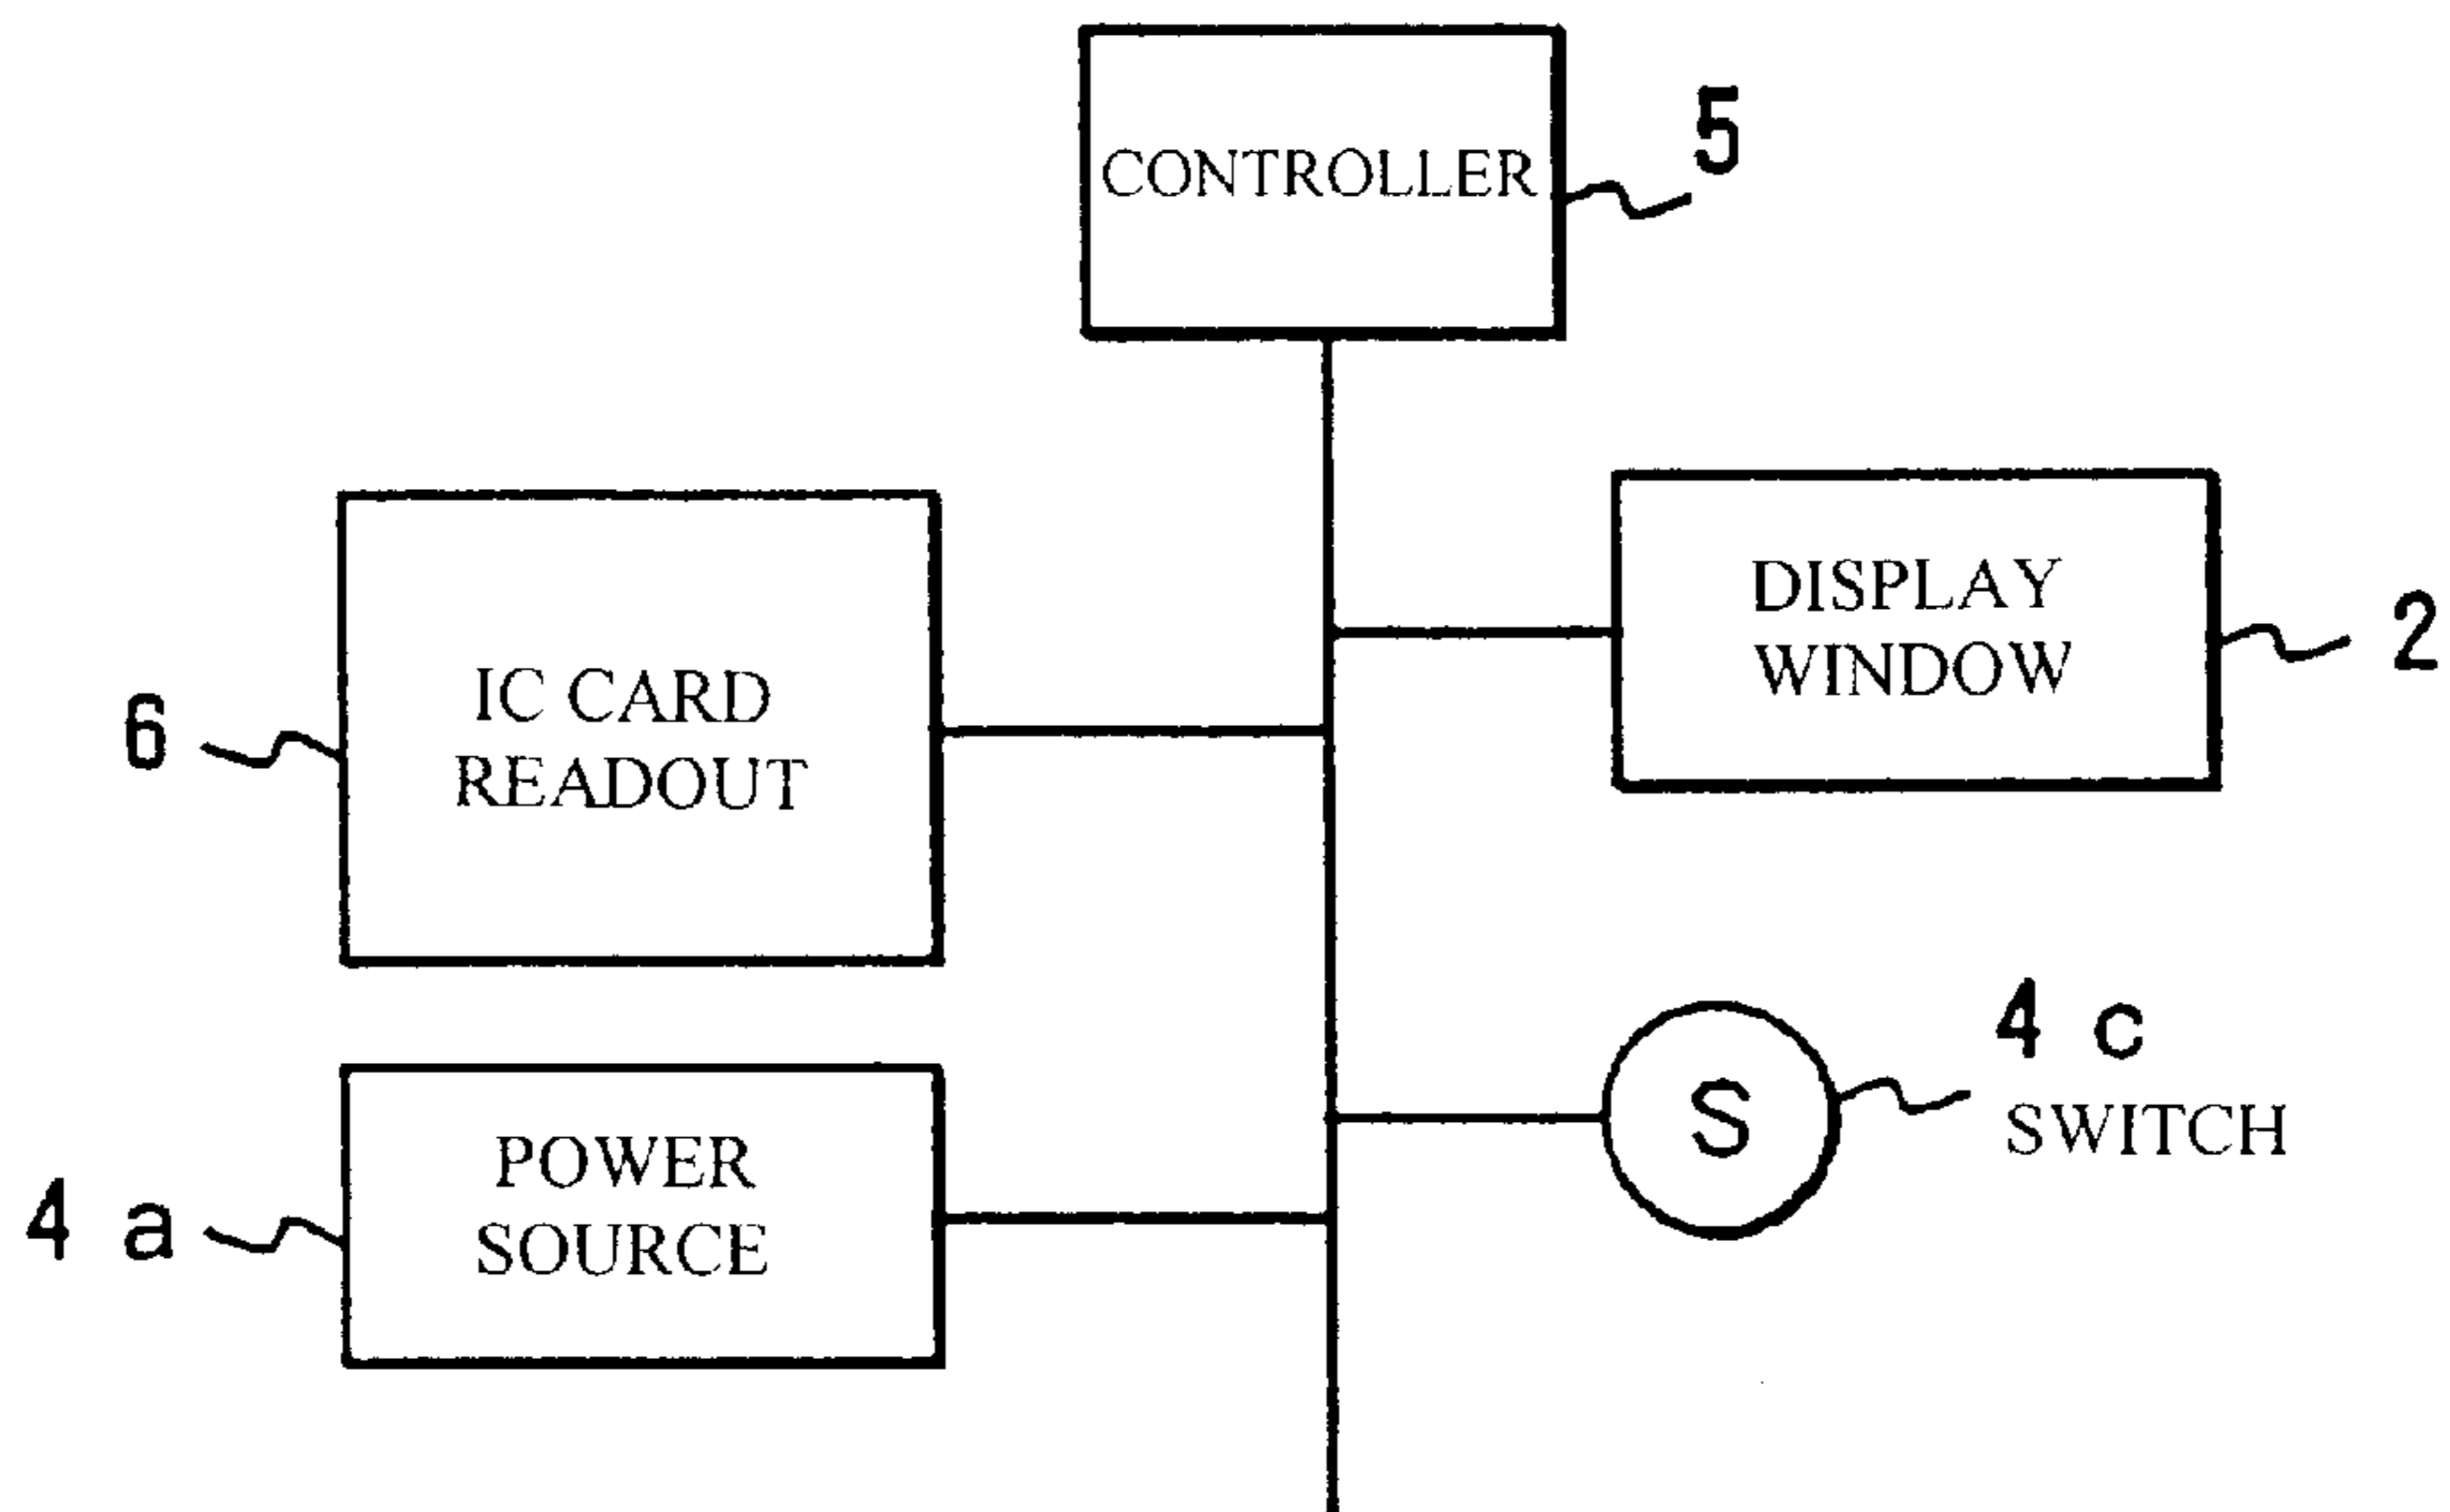 CONTROLLER
5
DISPLAY
WINDOW
2
IC CARD
READOUT
6
4 c
S
SWITCH
POWER
SOURCE
4 a